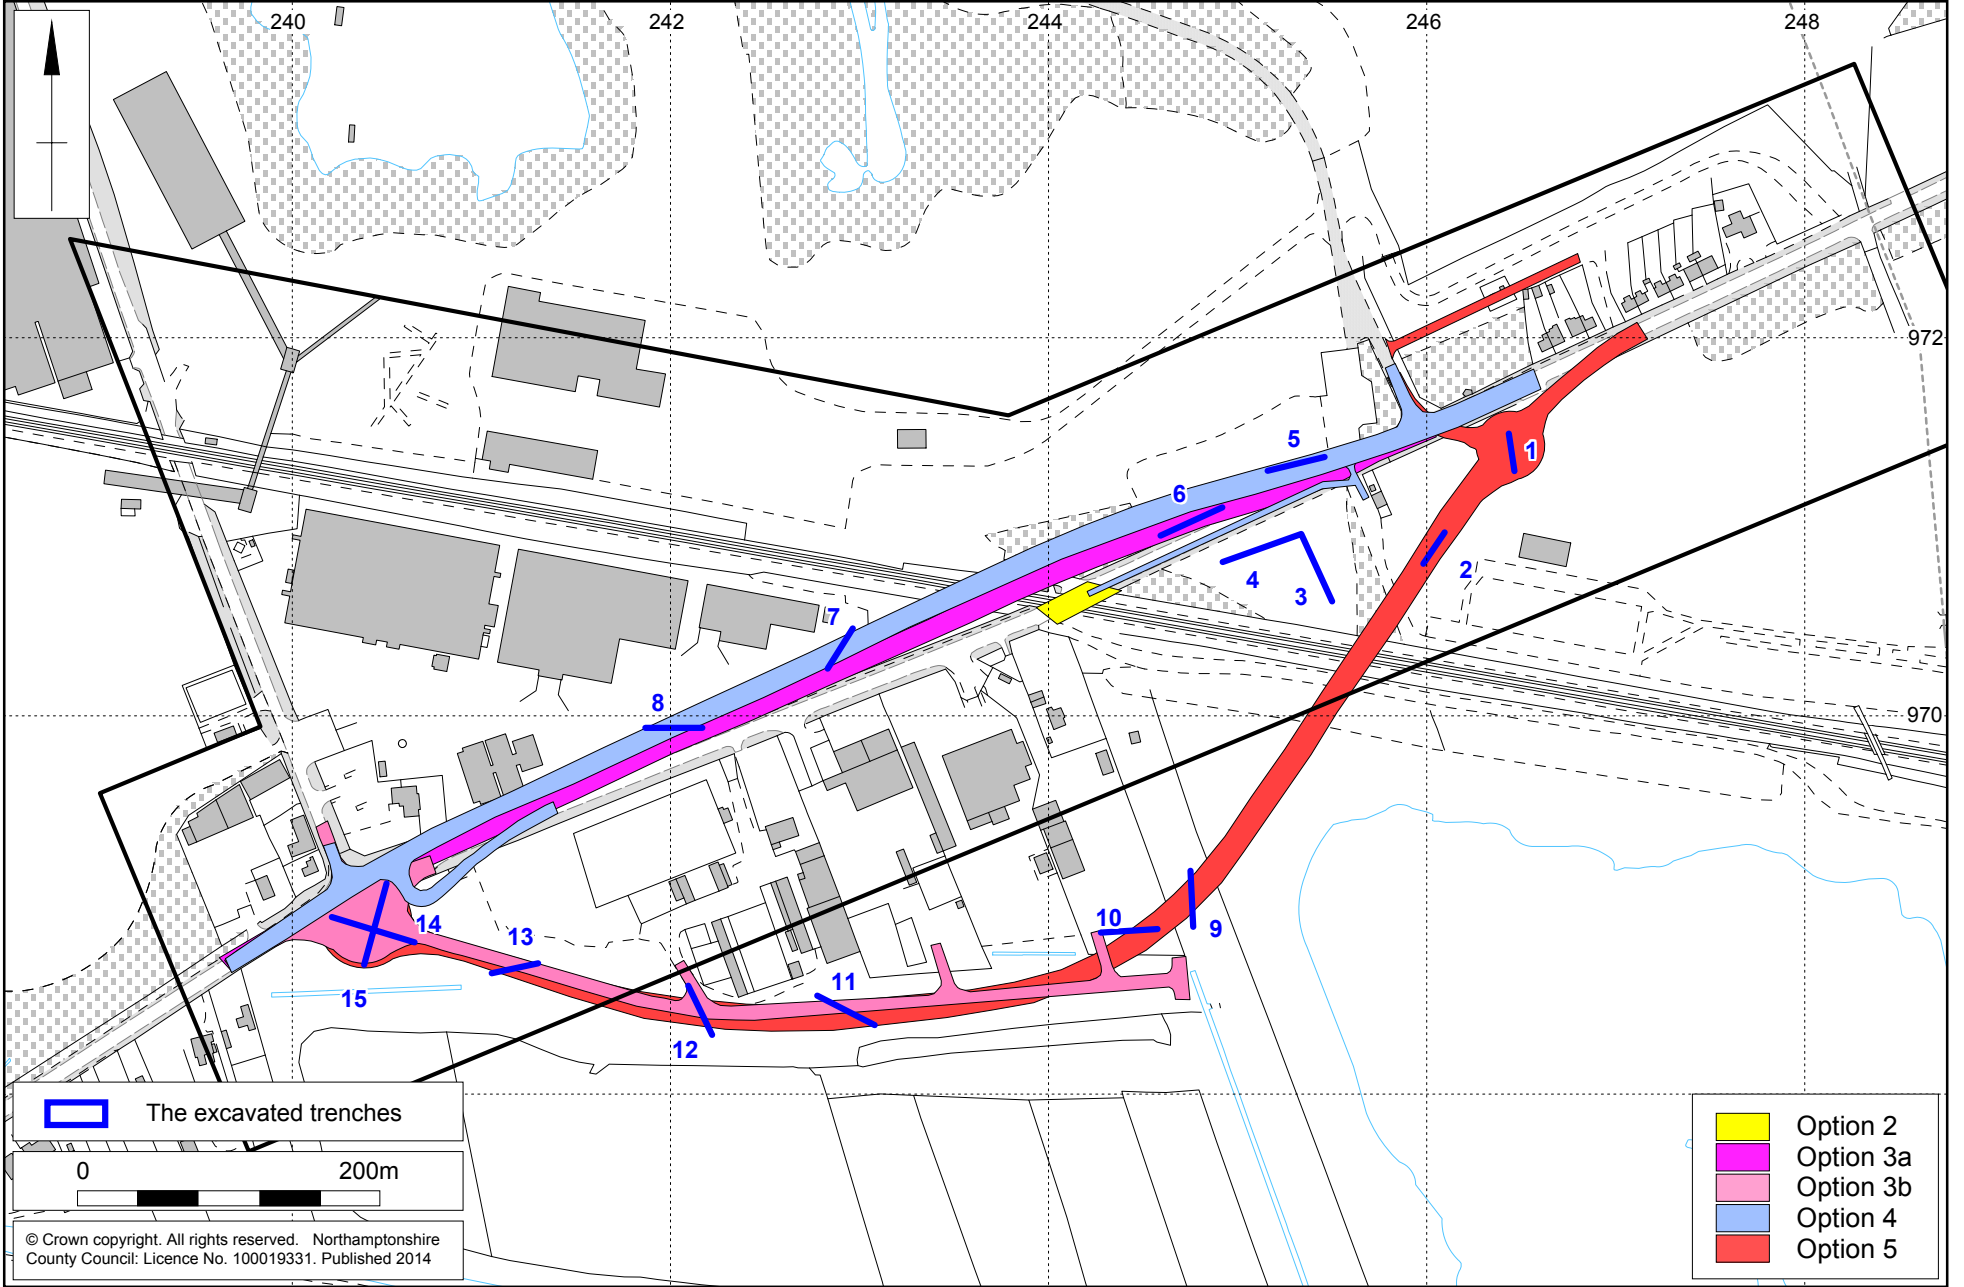 240
242
244
246
248
972
970
1
2
3
4
5
6
7
8
9
10
11
12
13
14
15
The excavated trenches
0 200m
© Crown copyright. All rights reserved. Northamptonshire
County Council: Licence No. 100019331. Published 2014
Option 2
Option 3a
Option 3b
Option 4
Option 5